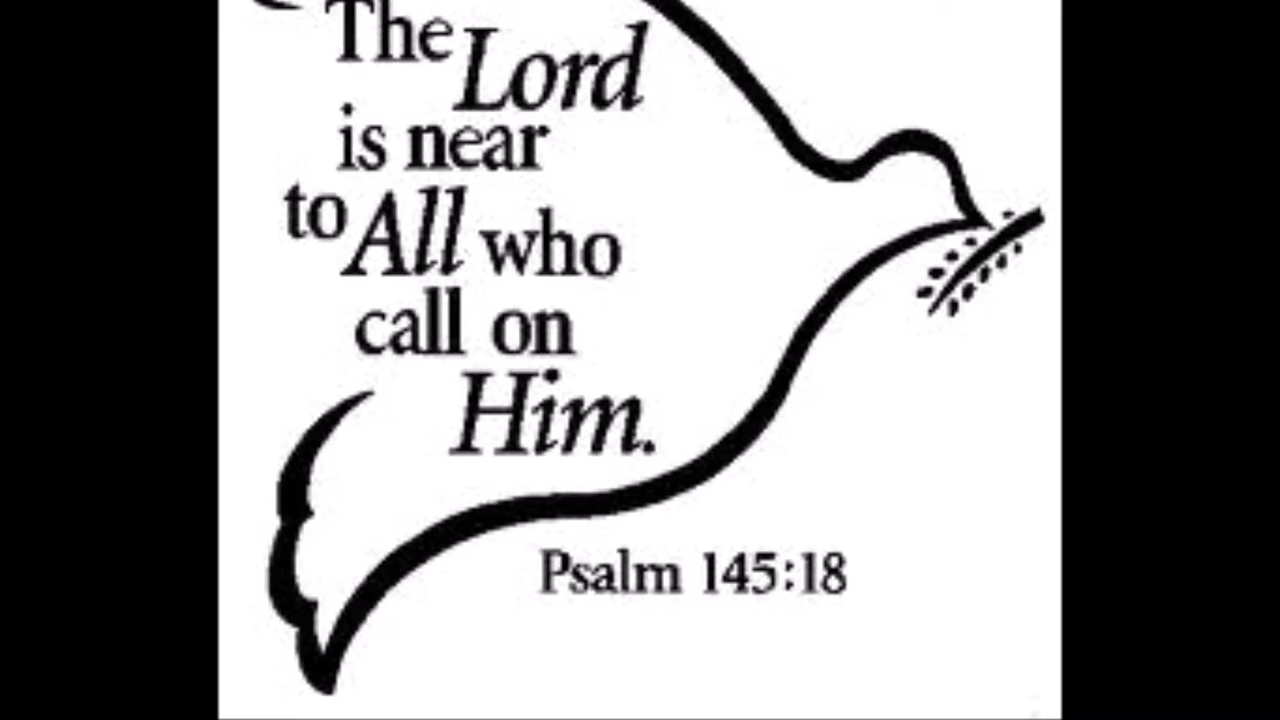 The Lord
is near
to All who
call on
Him.
Psalm 145:18